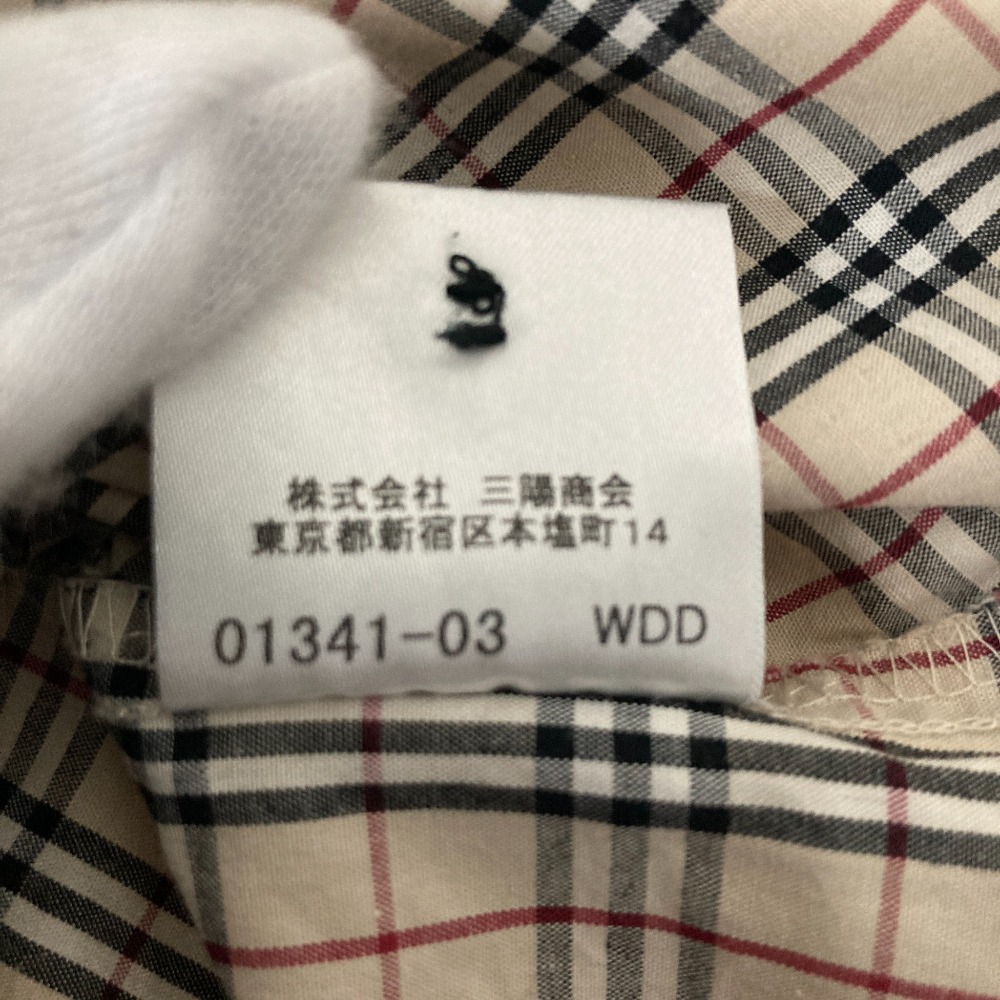 株式会社 三陽商会
東京都新宿区本塩町14
01341-03 WDD